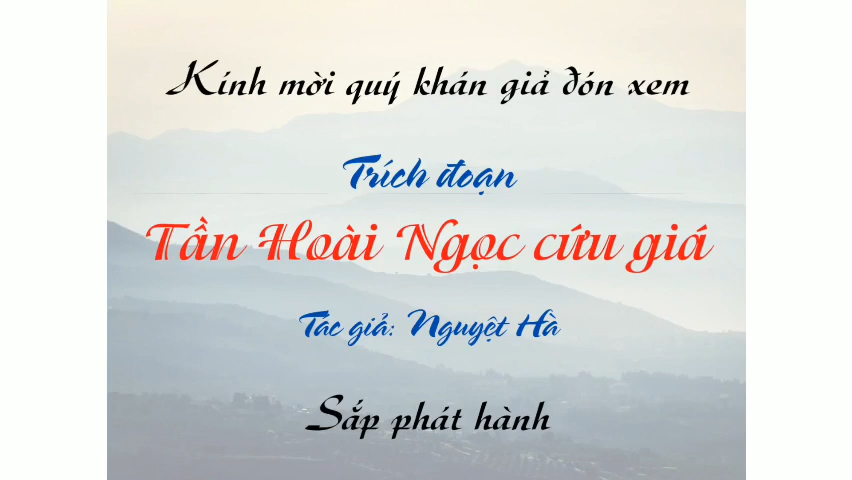 Kính mời quý khán giả đón xem
Trích đoạn
Tần Hoài Ngọc cứu giá
Tác giả: Nguyệt Hà
Sắp phát hành